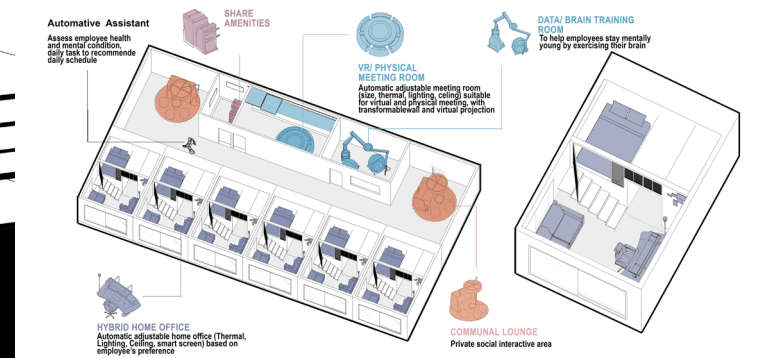 Automotive Assistant
Assess employee health
and mental condition,
daily task to recommende
daily schedule
SHARE
AMENITIES
VR/ PHYSICAL
MEETING ROOM
Automatic adjustable meeting room
(size, thermal, lighting, celing) suitable
for virtual and physical meeting, with
transformablewall and virtual projection
DATA/ BRAIN TRAINING
ROOM
To help employees stay mentally
young by exercising their brain
HYBRID HOME OFFICE
Automatic adjustable home office (Thermal,
Lighting, Ceiling, smart screen) based on
employee's preference
COMMUNAL LOUNGE
Private social interactive area